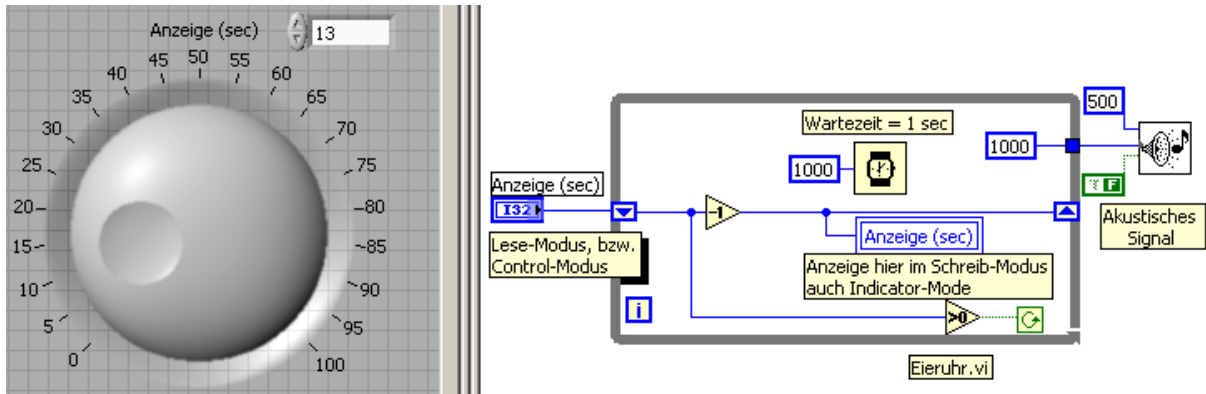 Anzeige (sec)
13
50
45
55
40
60
35
65
30
70
25
75
20
80
15
85
10
90
5
95
0
100
500
Wartezeit = 1 sec
1000
1000
Anzeige (sec)
I32
-1
F
Anzeige (sec)
Akustisches
Signal
Lese-Modus, bzw.
Control-Modus
Anzeige hier im Schreib-Modus
auch Indicator-Mode
i
>0
Eieruhr.vi